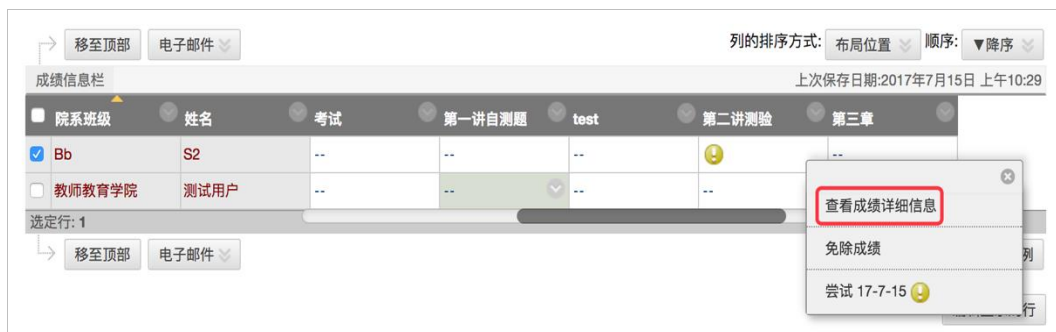 移至顶部 电子邮件 列的排序方式: 布局位置 顺序: ▼降序
成绩信息栏 上次保存日期:2017年7月15日 上午10:29
院系班级 姓名 考试 第一讲自测题 test 第二讲测验 第三章
Bb S2 -- -- -- --
教师教育学院 测试用户 -- -- -- --
查看成绩详细信息
选定行: 1
移至顶部 电子邮件 免除成绩 列
尝试 17-7-15
行